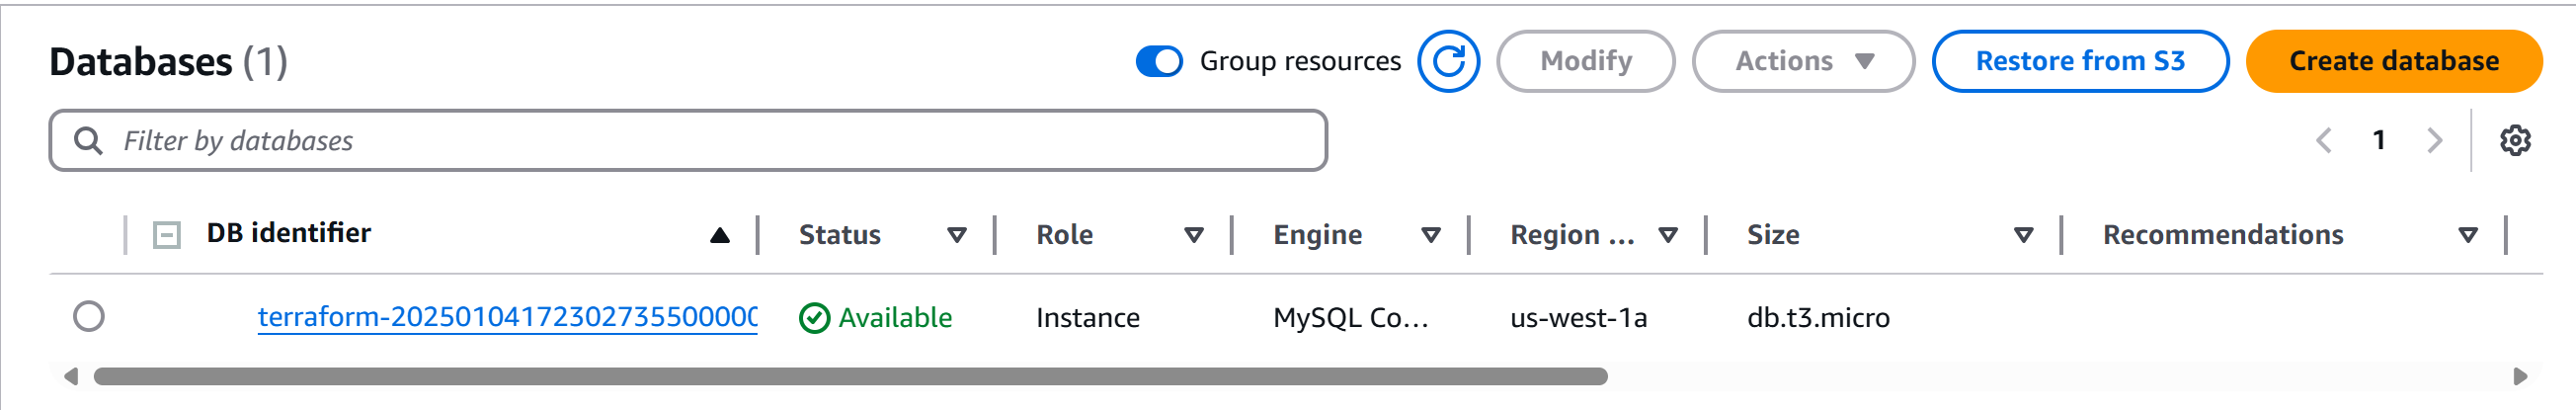 Databases (1)
Group resources
Modify
Actions
Restore from S3
Create database
Filter by databases
1
DB identifier Status Role Engine Region ... Size Recommendations
terraform-2025010417230273550000 Available Instance MySQL Co... us-west-1a db.t3.micro